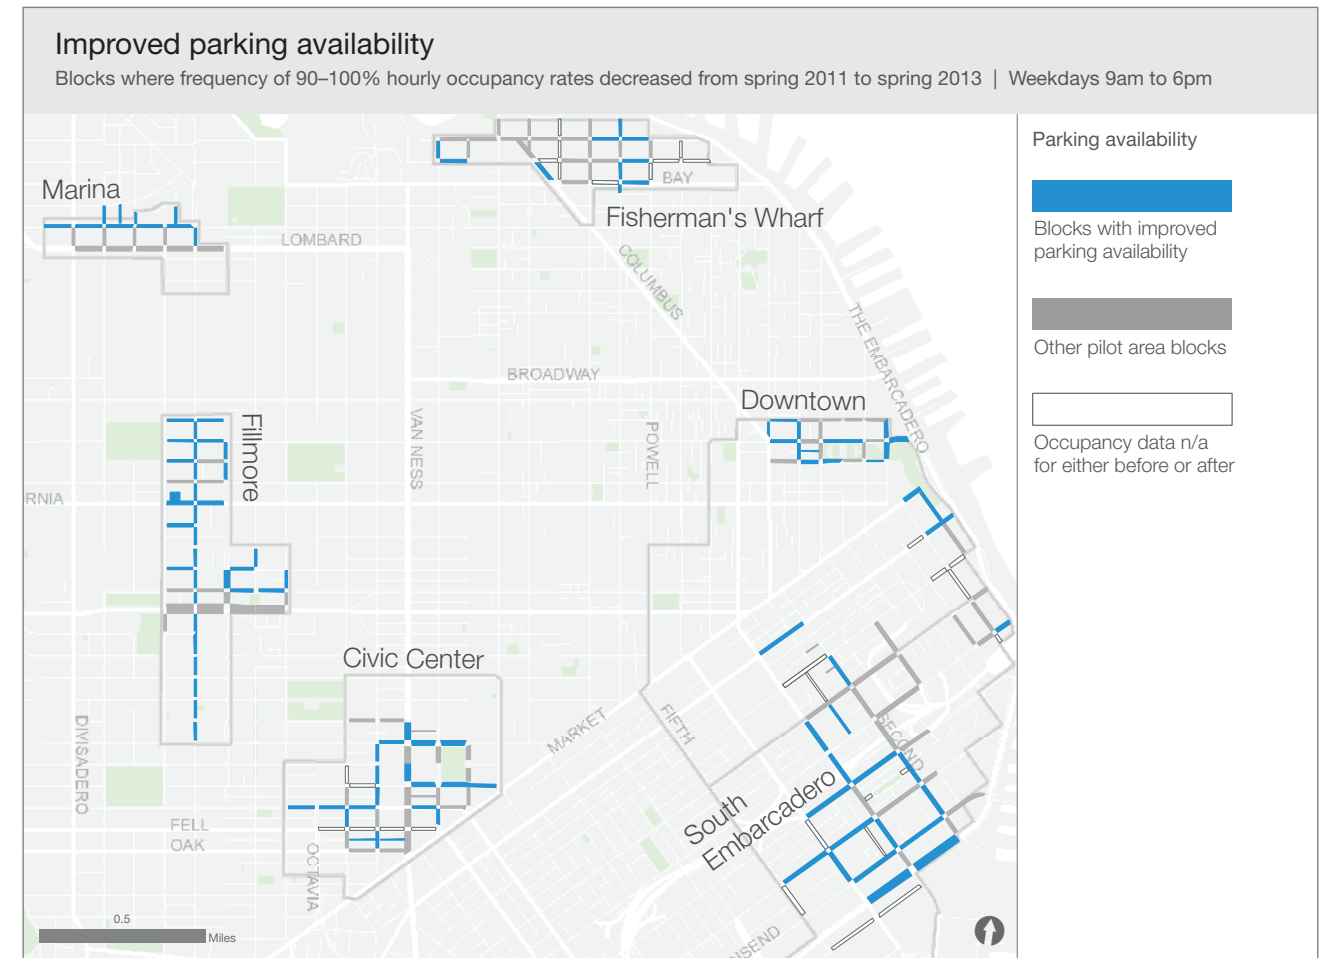 Improved parking availability
Blocks where frequency of 90–100% hourly occupancy rates decreased from spring 2011 to spring 2013 | Weekdays 9am to 6pm
Parking availability
Blocks with improved
parking availability
Other pilot area blocks
Occupancy data n/a
for either before or after
Marina
BAY
Fisherman's Wharf
LOMBARD
COLUMBUS
THE EMBARCADERO
BROADWAY
Downtown
Fillmore
VAN NESS
POWELL
RNIA
Civic Center
MARKET
FIFTH
SECOND
DIVISADERO
South
Embarcadero
FELL
OAK
OCTAVIA
0.5
Miles
NSEND